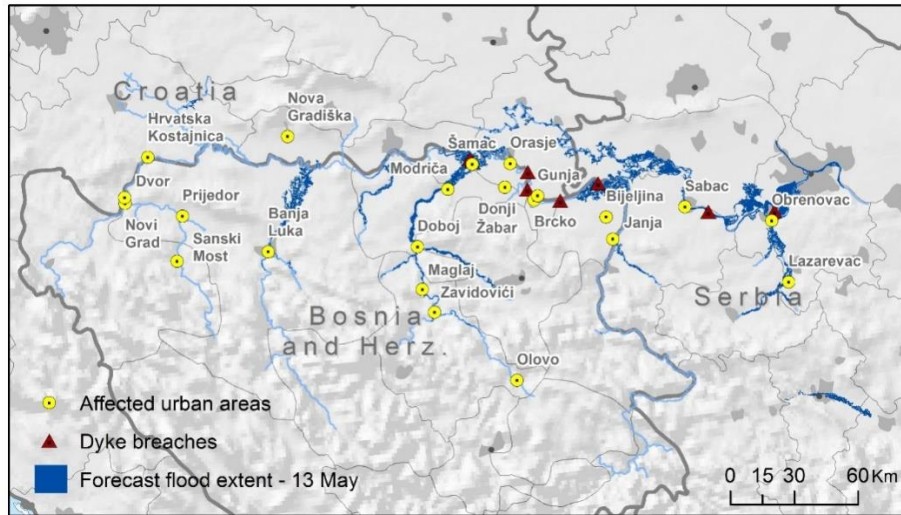 Croatia
Hrvatska
Kostajnica
Nova
Gradiška
Dvor
Novi
Grad
Prijedor
Sanski
Most
Banja
Luka
Modriča
Šamac
Orasje
Gunja
Donji
Žabar
Brcko
Bijeljina
Janja
Sabac
Obrenovac
Lazarevac
Doboj
Maglaj
Zavidovići
Olovo
Bosnia
and Herz.
Serbia
Affected urban areas
Dyke breaches
Forecast flood extent - 13 May
0 15 30 60 Km